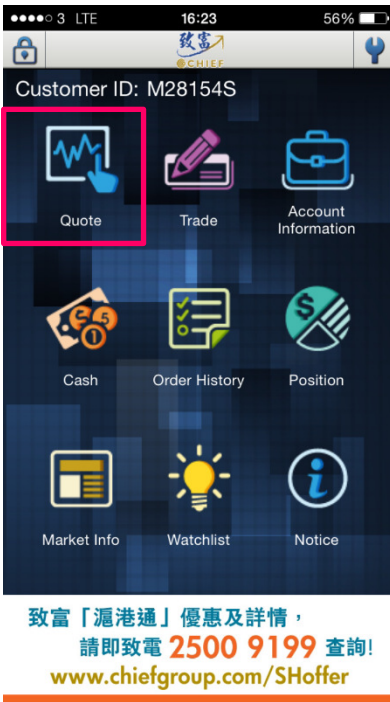 3 LTE 16:23 56%
致富
CHIEF
Customer ID: M28154S
Quote Trade Account
Information
Cash Order History Position
Market Info Watchlist Notice
致富「滬港通」優惠及詳情，
請即致電 2500 9199 查詢!
www.chiefgroup.com/SHoffer